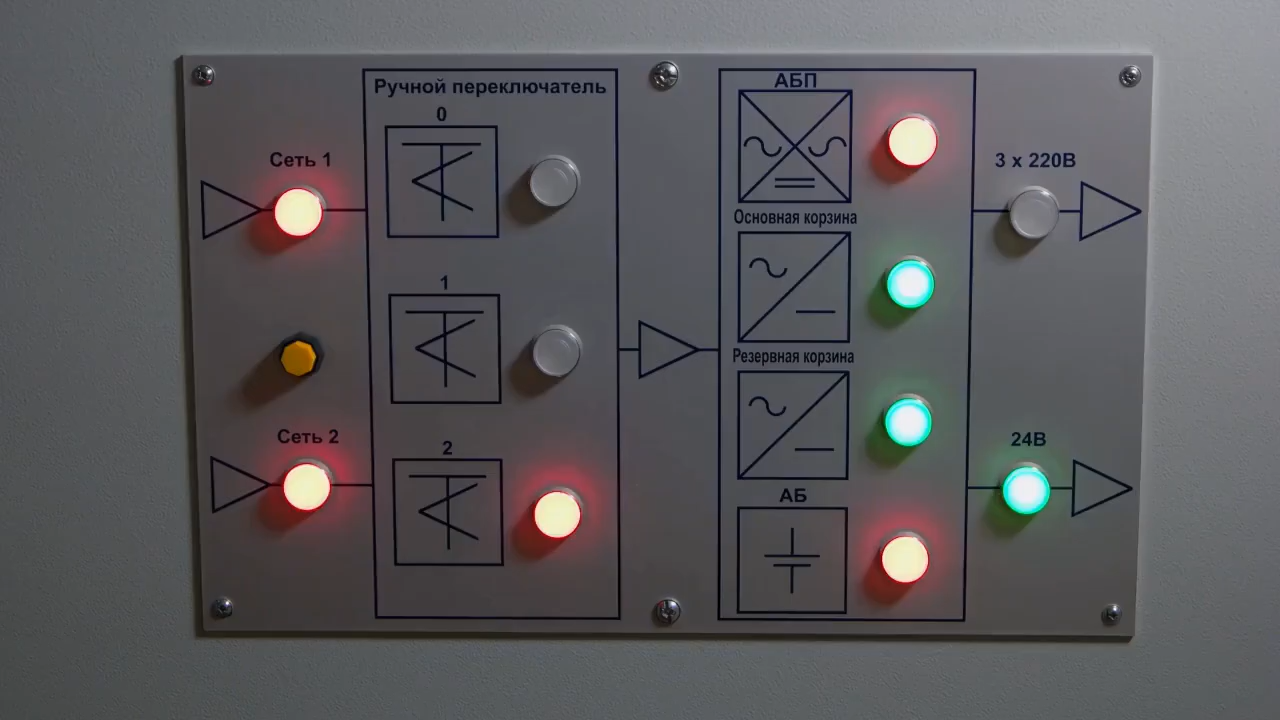 Сеть 1
Сеть 2
Ручной переключатель
0
1
2
АБП
Основная корзина
Резервная корзина
АБ
3 x 220В
24В